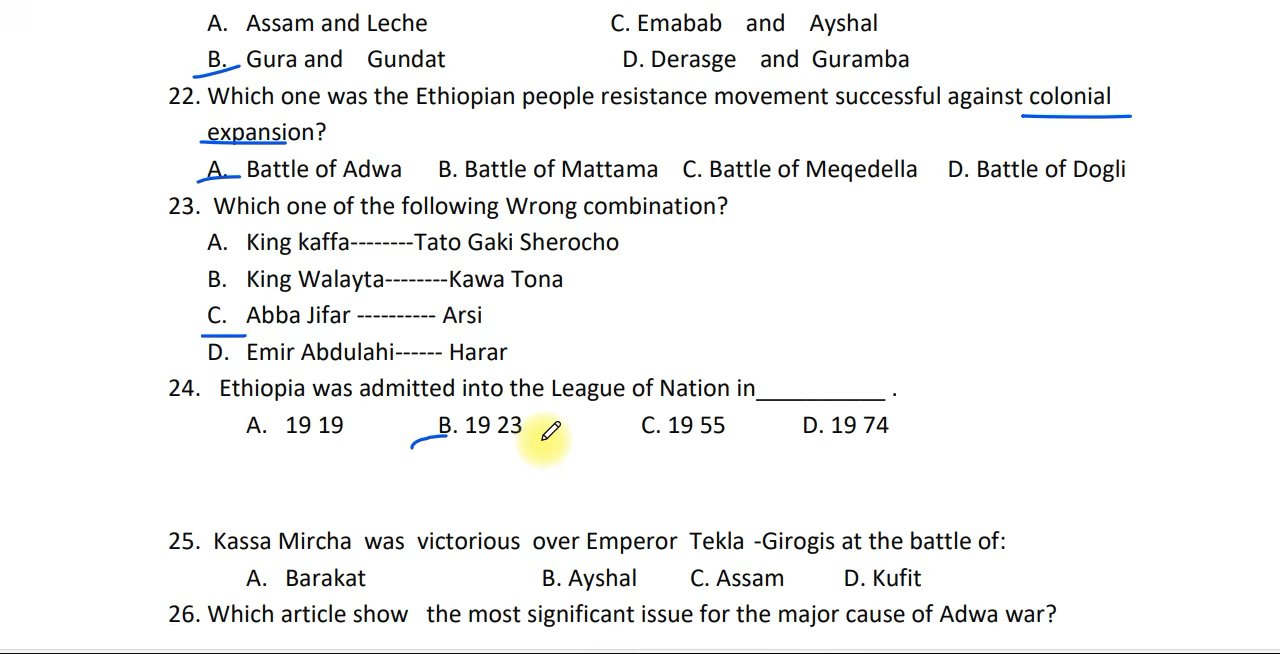 A. Assam and Leche C. Emabab and Ayshal
B. Gura and Gundat D. Derasge and Guramba
22. Which one was the Ethiopian people resistance movement successful against colonial
expansion?
A. Battle of Adwa B. Battle of Mattama C. Battle of Meqedella D. Battle of Dogli
23. Which one of the following Wrong combination?
A. King kaffa--------Tato Gaki Sherocho
B. King Walayta--------Kawa Tona
C. Abba Jifar ---------- Arsi
D. Emir Abdulahi------ Harar
24. Ethiopia was admitted into the League of Nation in__________ .
A. 19 19 B. 19 23 C. 19 55 D. 19 74
25. Kassa Mircha was victorious over Emperor Tekla -Girogis at the battle of:
A. Barakat B. Ayshal C. Assam D. Kufit
26. Which article show the most significant issue for the major cause of Adwa war?